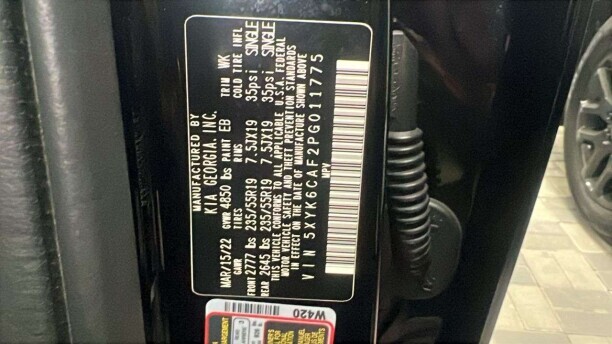 MANUFACTURED BY
KIA GEORGIA, INC.
MAR/15/22 GVWR 4850 lbs PAINT EB TRIM WK
GAWR TIRES RIMS COLD TIRE INFL
FRONT 2777 lbs 235/55R19 7.5JX19 35psi SINGLE
REAR 2645 lbs 235/55R19 7.5JX19 35psi SINGLE
THIS VEHICLE CONFORMS TO ALL APPLICABLE U.S.A. FEDERAL
MOTOR VEHICLE SAFETY AND THEFT PREVENTION STANDARDS
IN EFFECT ON THE DATE OF MANUFACTURE SHOWN ABOVE
VIN 5XYK6CAF2PG011775
MPV
W420